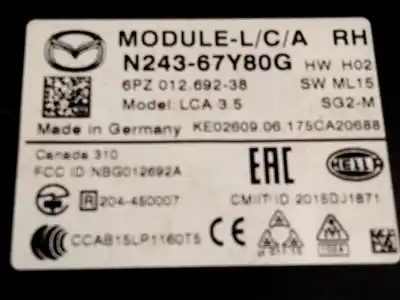 MODULE-L/C/A RH
N243-67Y80G HW H02
6PZ 012.692-38 SW ML15
Model: LCA 3.5 SG2-M
Made in Germany KE02609.06.175CA20688
Canada 310
FCC ID NBG012692A
EAC
HELLA
R 204-450007
CMIIT-ID 2015DJ1871
CCAB15LP1160T5
CE